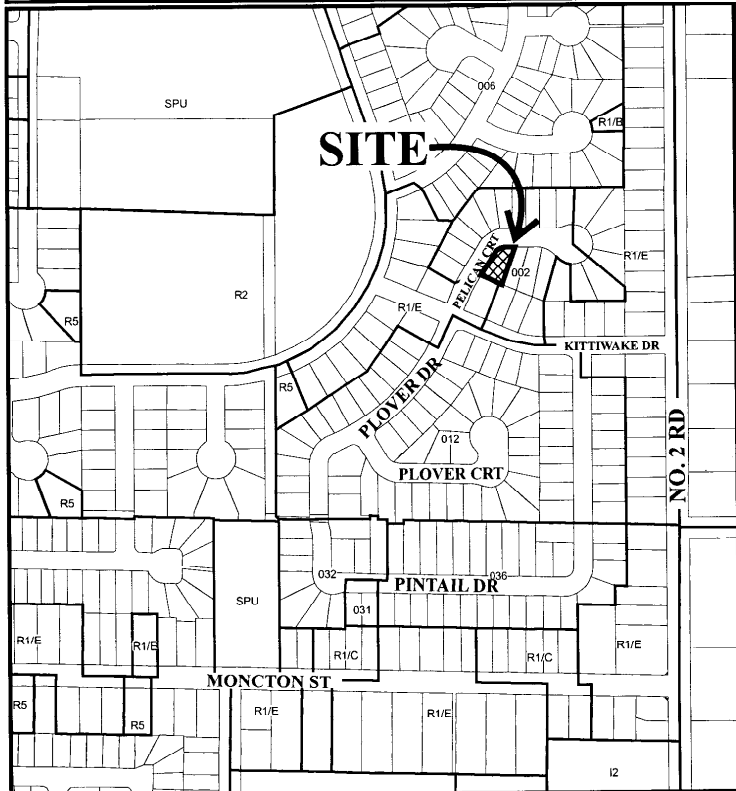 SPU
006
R1/B
SITE
R1/E
PELICAN CRT
002
R2
R5
R1/E
KITTIWAKE DR
R5
PLOVER DR
NO. 2 RD
012
PLOVER CRT
R5
032
036
PINTAIL DR
SPU
031
R1/E
R1/B
R1/C
R1/C
R1/E
MONCTON ST
R5
R5
R1/E
R1/E
I2